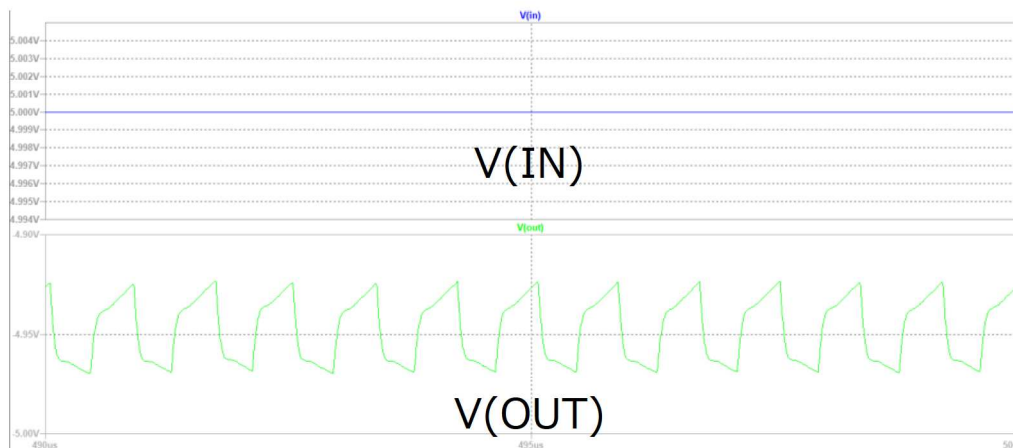 V(in)
5.004V
5.003V
5.002V
5.001V
5.000V
4.999V
4.998V
4.997V
4.996V
4.995V
4.994V
V(IN)
V(out)
-4.90V
-4.95V
-5.00V
V(OUT)
490us
495us
50